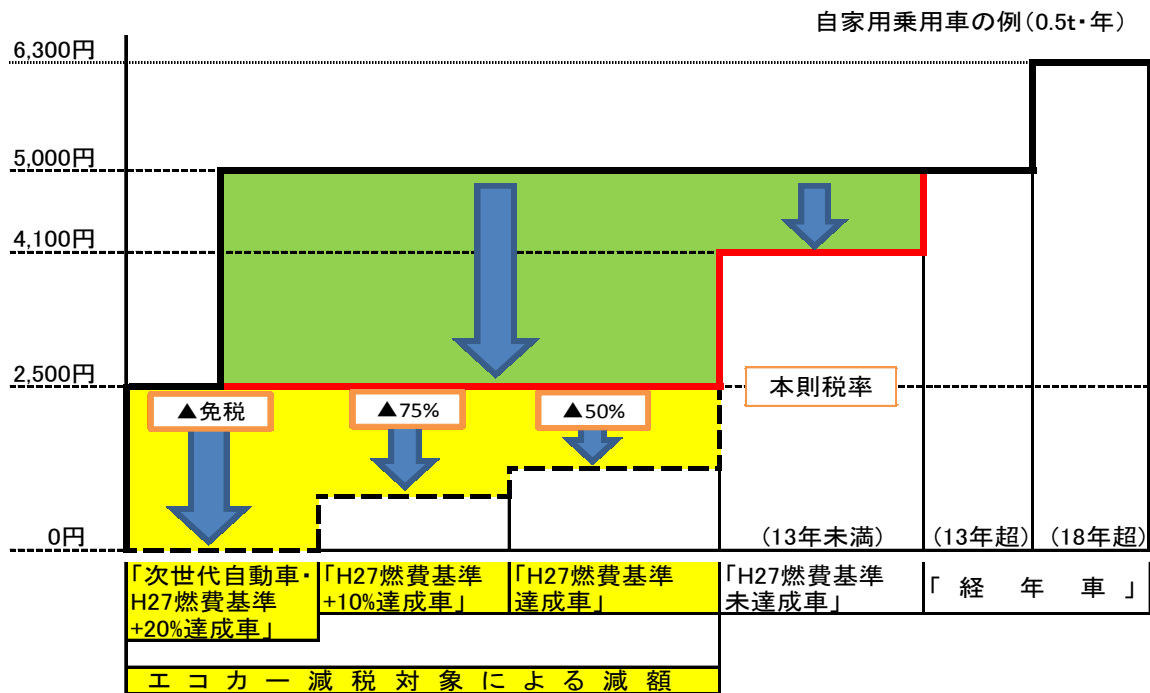 自家用乗用車の例(0.5t・年)
6,300円
5,000円
4,100円
2,500円
本則税率
▲免税
▲75%
▲50%
0円
(13年未満)
(13年超)
(18年超)
「次世代自動車・
H27燃費基準
+20%達成車」
「H27燃費基準
+10%達成車」
「H27燃費基準
達成車」
「H27燃費基準
未達成車」
「経年車」
エコカー減税対象による減額